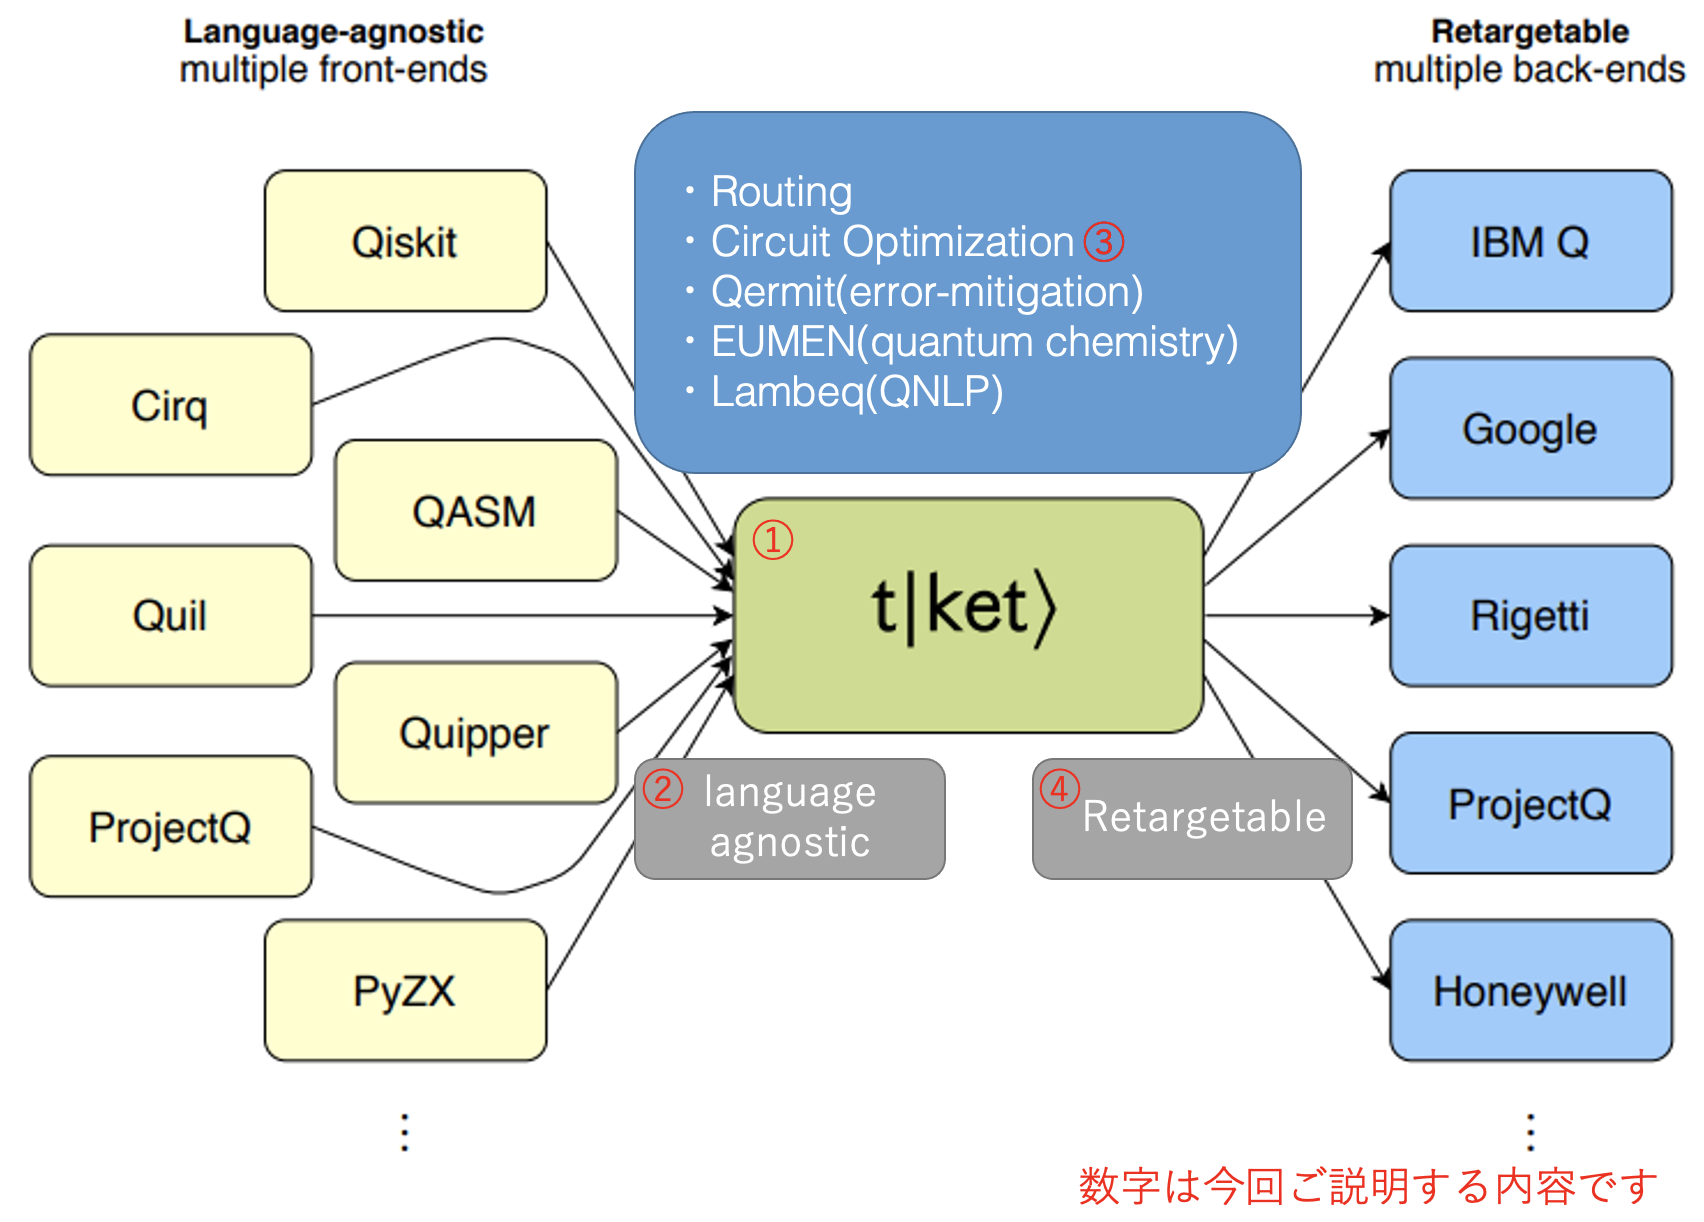 Language-agnostic
multiple front-ends
Retargetable
multiple back-ends
・Routing
・Circuit Optimization ③
・Qermit(error-mitigation)
・EUMEN(quantum chemistry)
・Lambeq(QNLP)
Qiskit
Cirq
QASM
Quil
Quipper
ProjectQ
PyZX
⋮
①
t|ket⟩
② language
agnostic
④ Retargetable
IBM Q
Google
Rigetti
ProjectQ
Honeywell
⋮
数字は今回ご説明する内容です